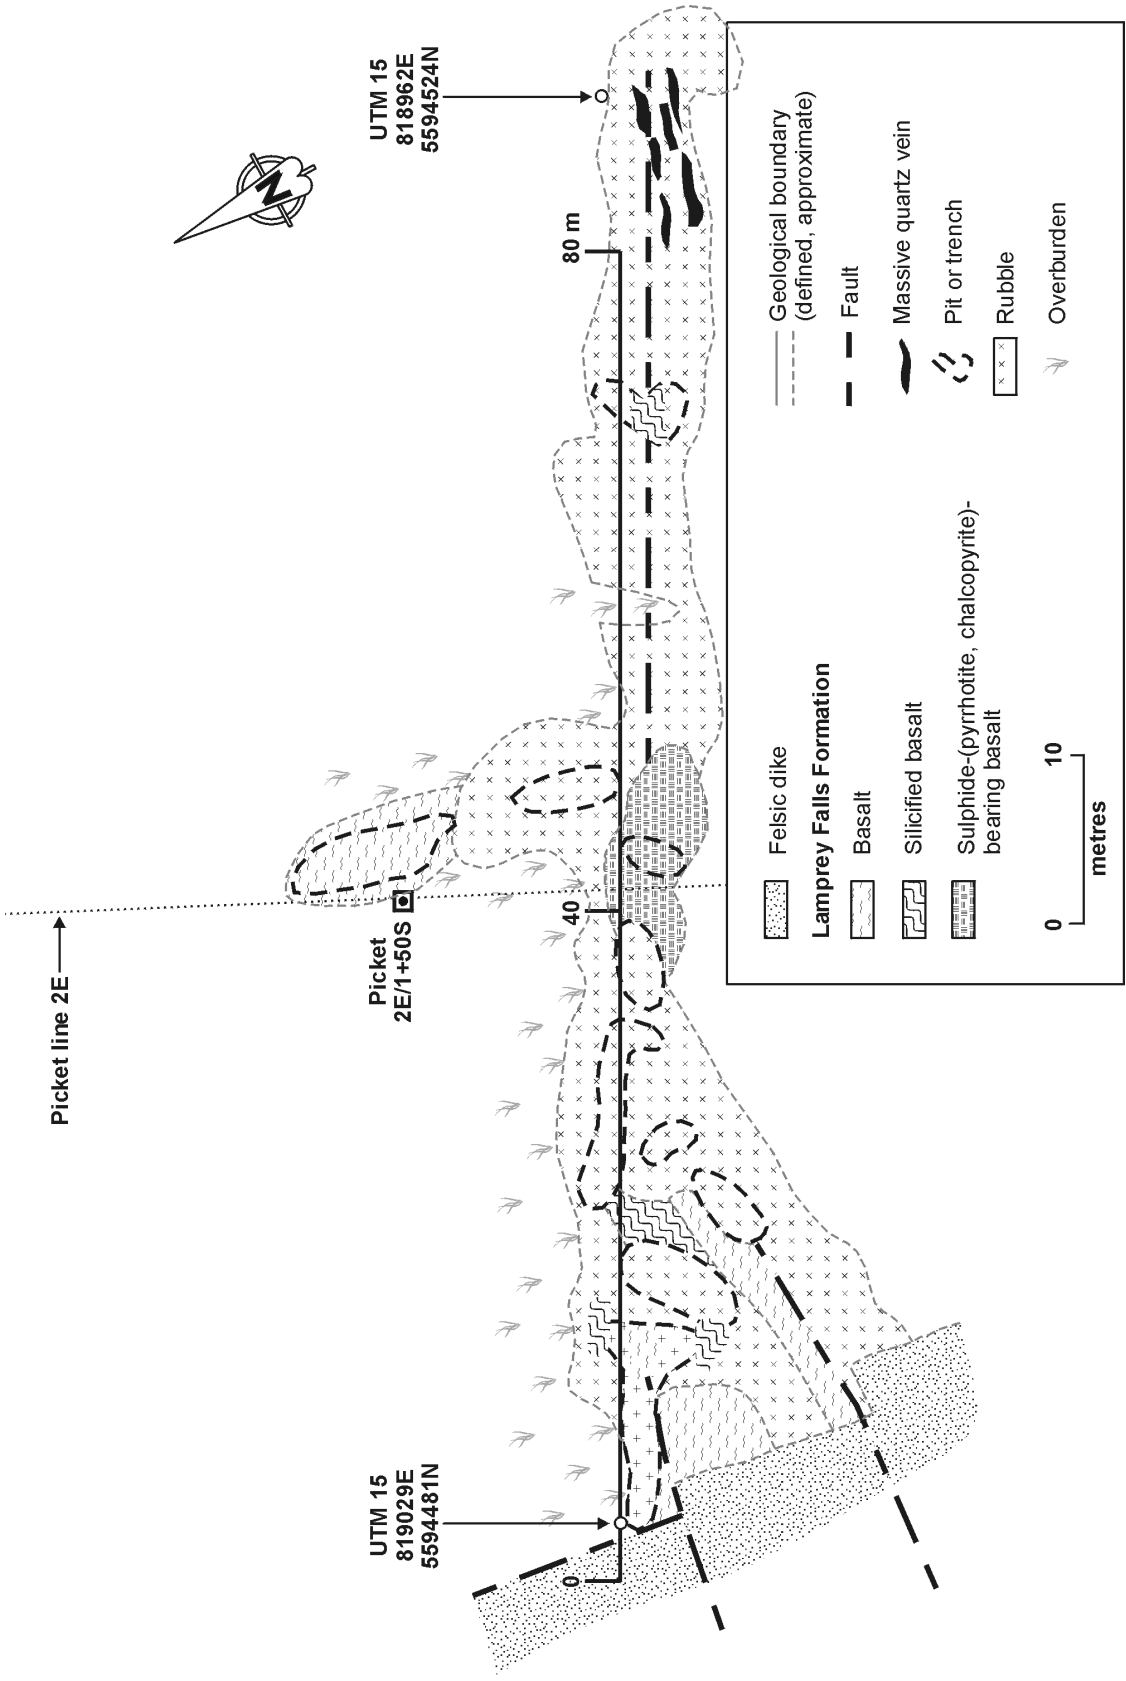 Picket line 2E
UTM 15
819029E
5594481N
Picket
2E/1+50S
UTM 15
818962E
5594524N
N
0
40
80 m
Felsic dike
Lamprey Falls Formation
Basalt
Silicified basalt
Sulphide-(pyrrhotite, chalcopyrite)-
bearing basalt
Geological boundary
(defined, approximate)
Fault
Massive quartz vein
Pit or trench
Rubble
Overburden
0
10
metres